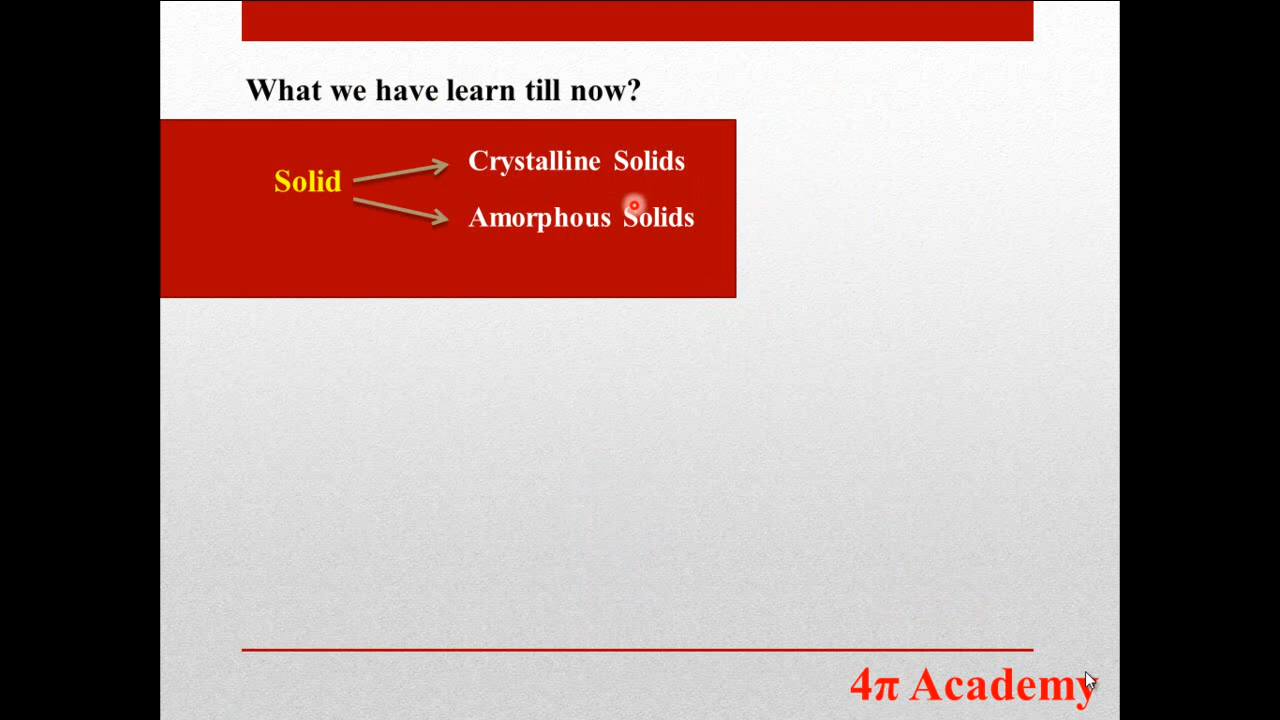 What we have learn till now?
Solid
Crystalline Solids
Amorphous Solids
4π Academy